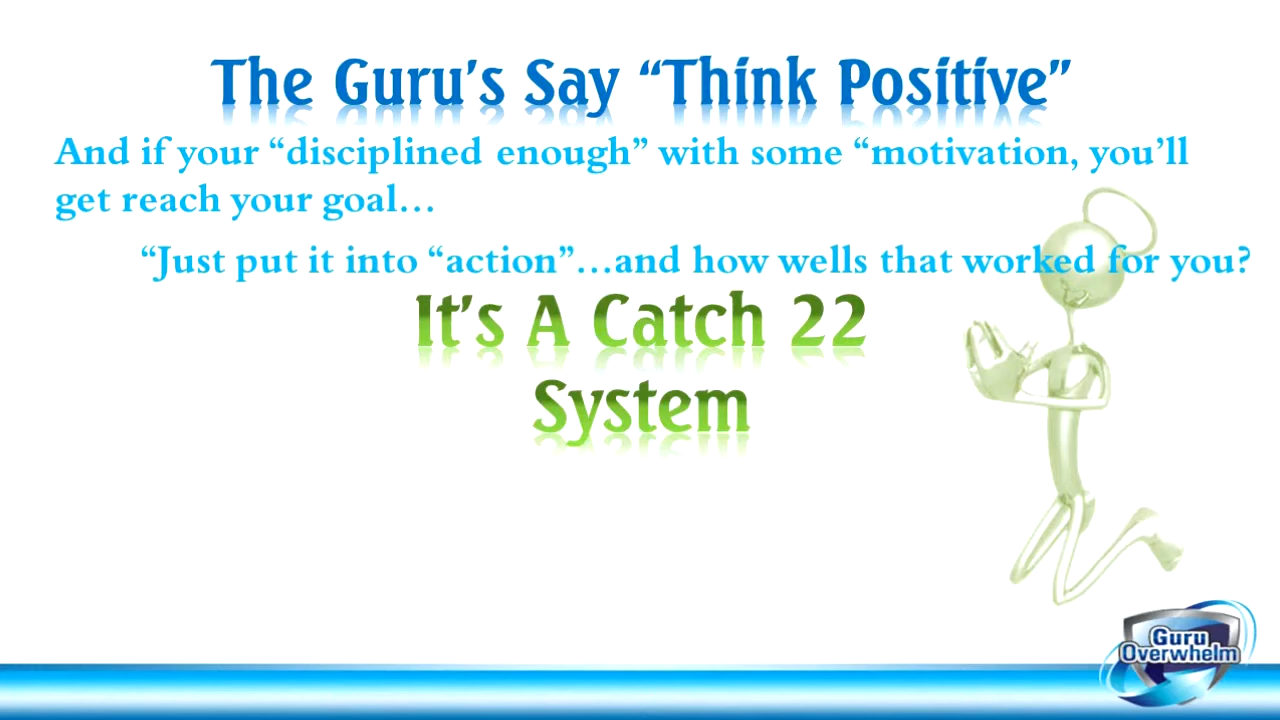 The Guru's Say “Think Positive”
And if your “disciplined enough” with some “motivation, you'll
get reach your goal…
“Just put it into “action”…and how wells that worked for you?
It's A Catch 22
System
Guru
Overwhelm